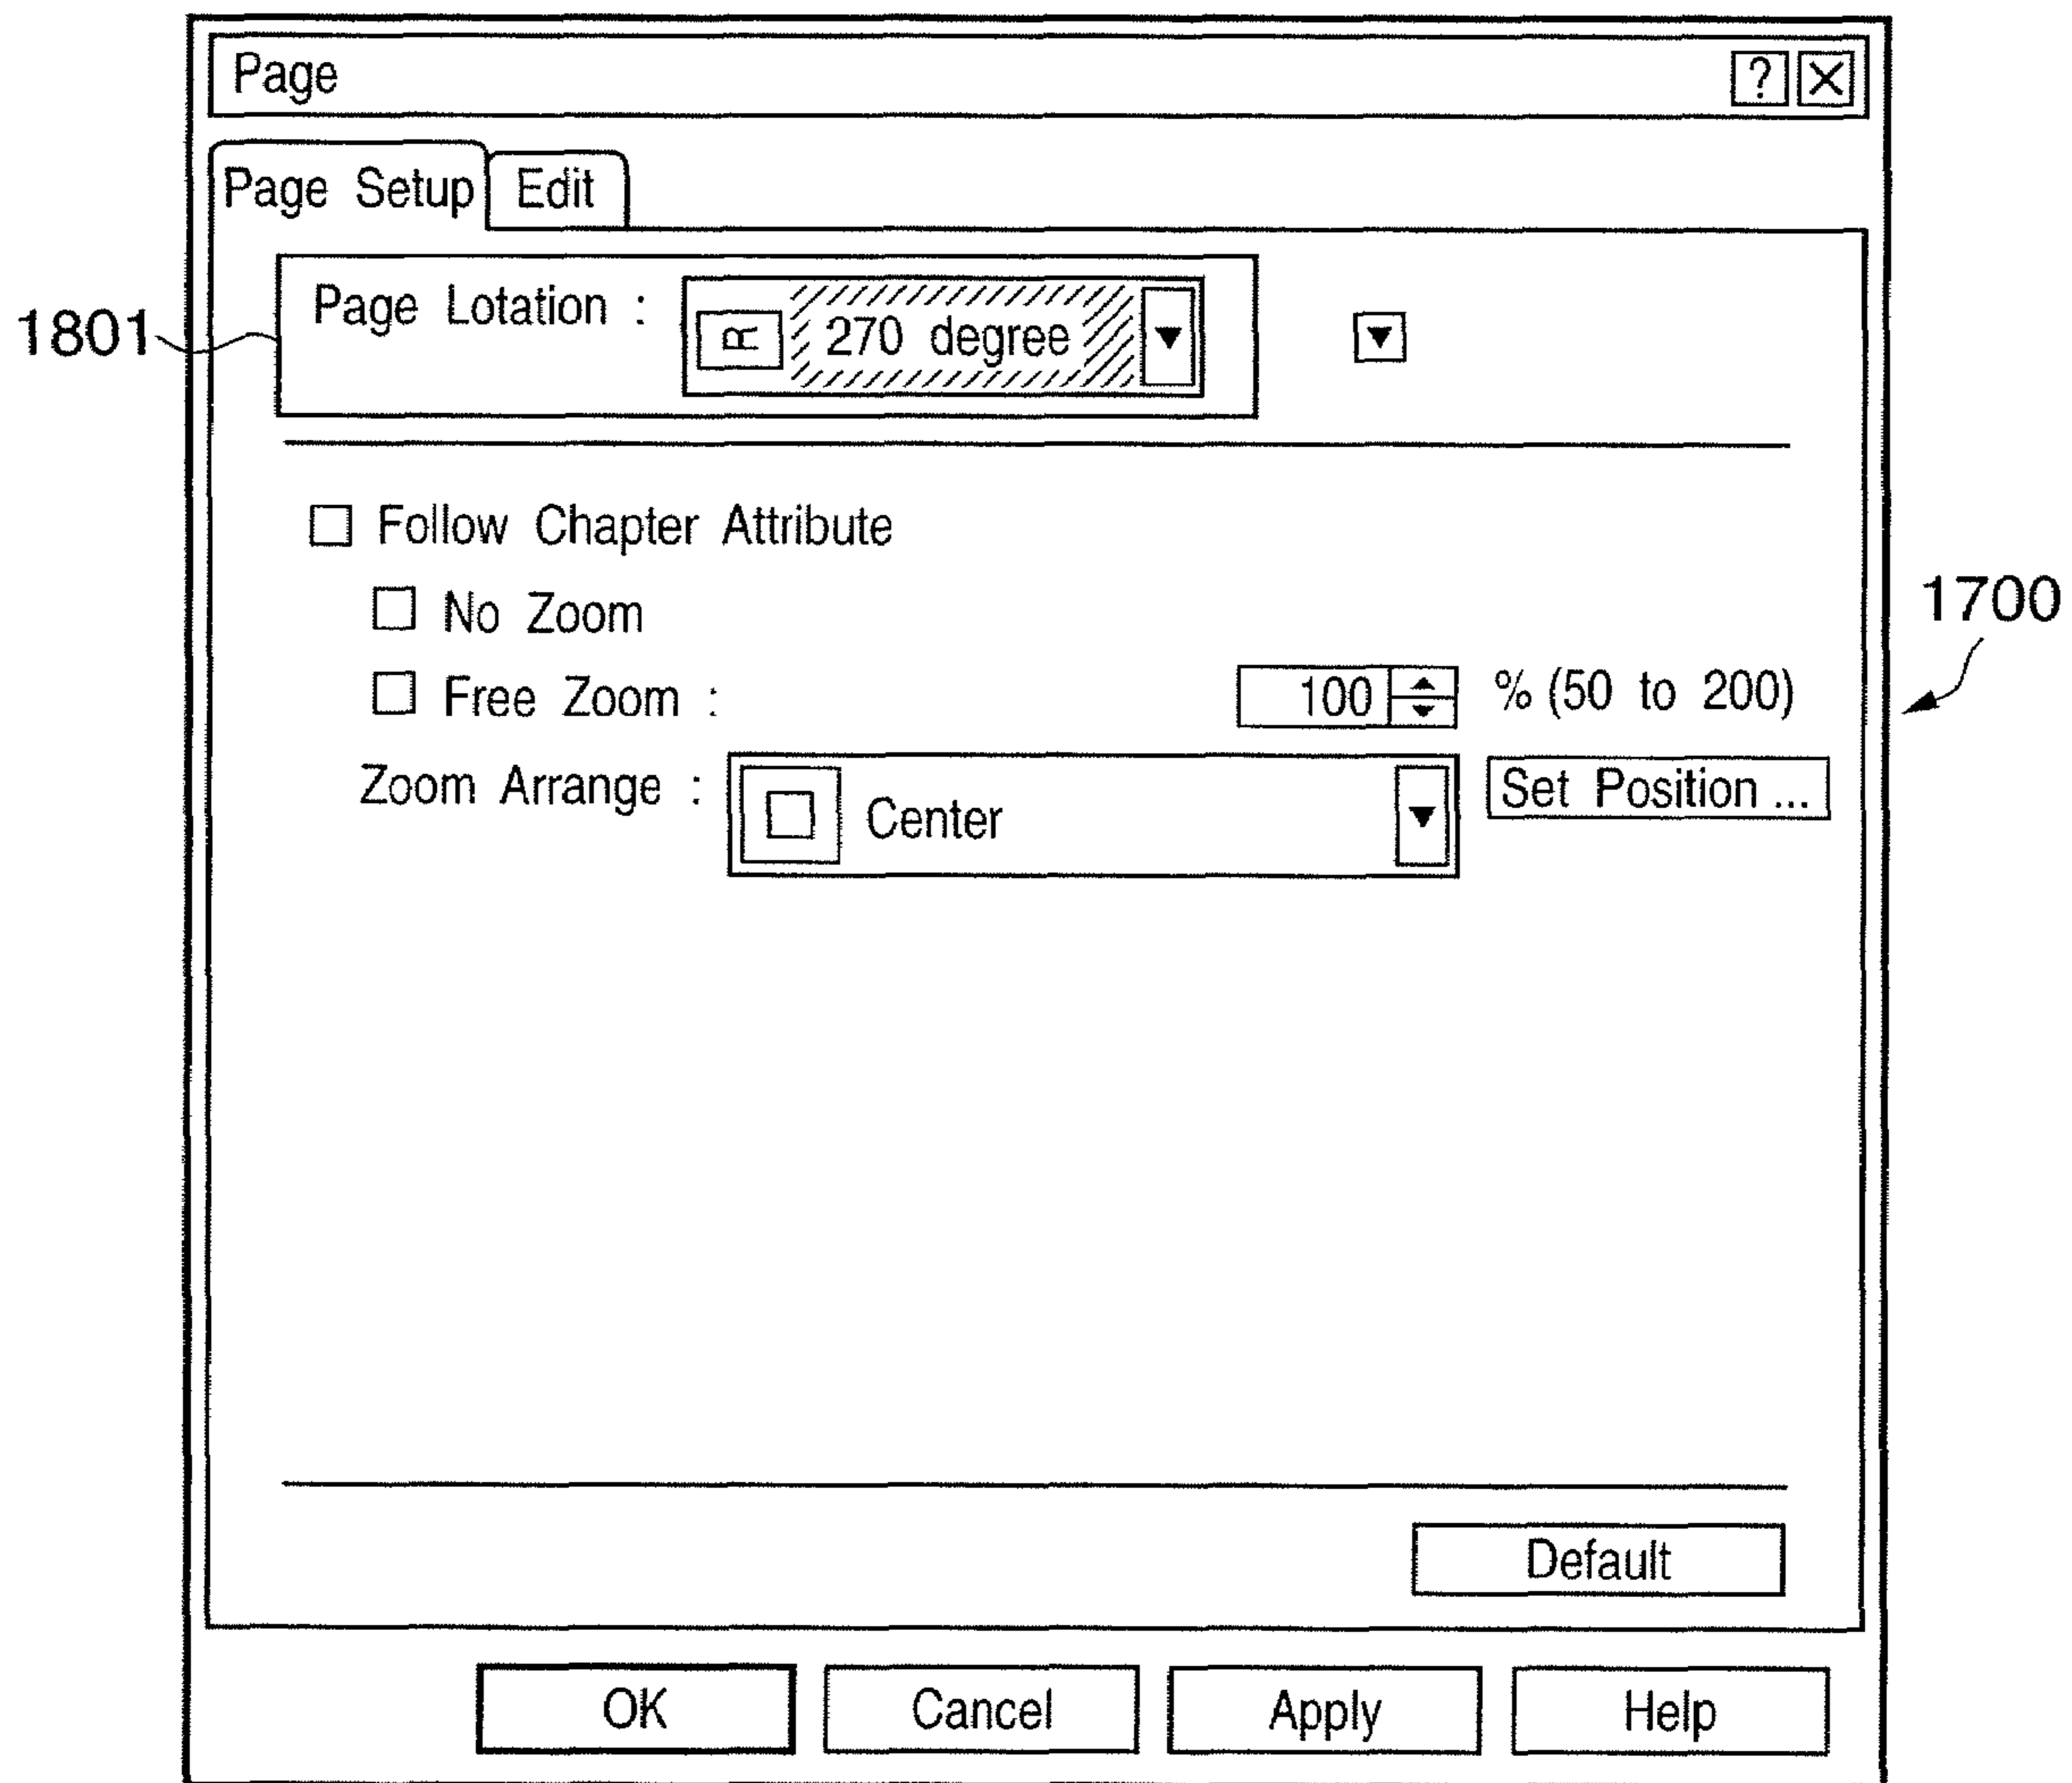 Page ? X
Page Setup Edit
1801 Page Lotation : R 270 degree
Follow Chapter Attribute
No Zoom
1700
Free Zoom : 100 % (50 to 200)
Zoom Arrange : Center Set Position ...
Default
OK Cancel Apply Help